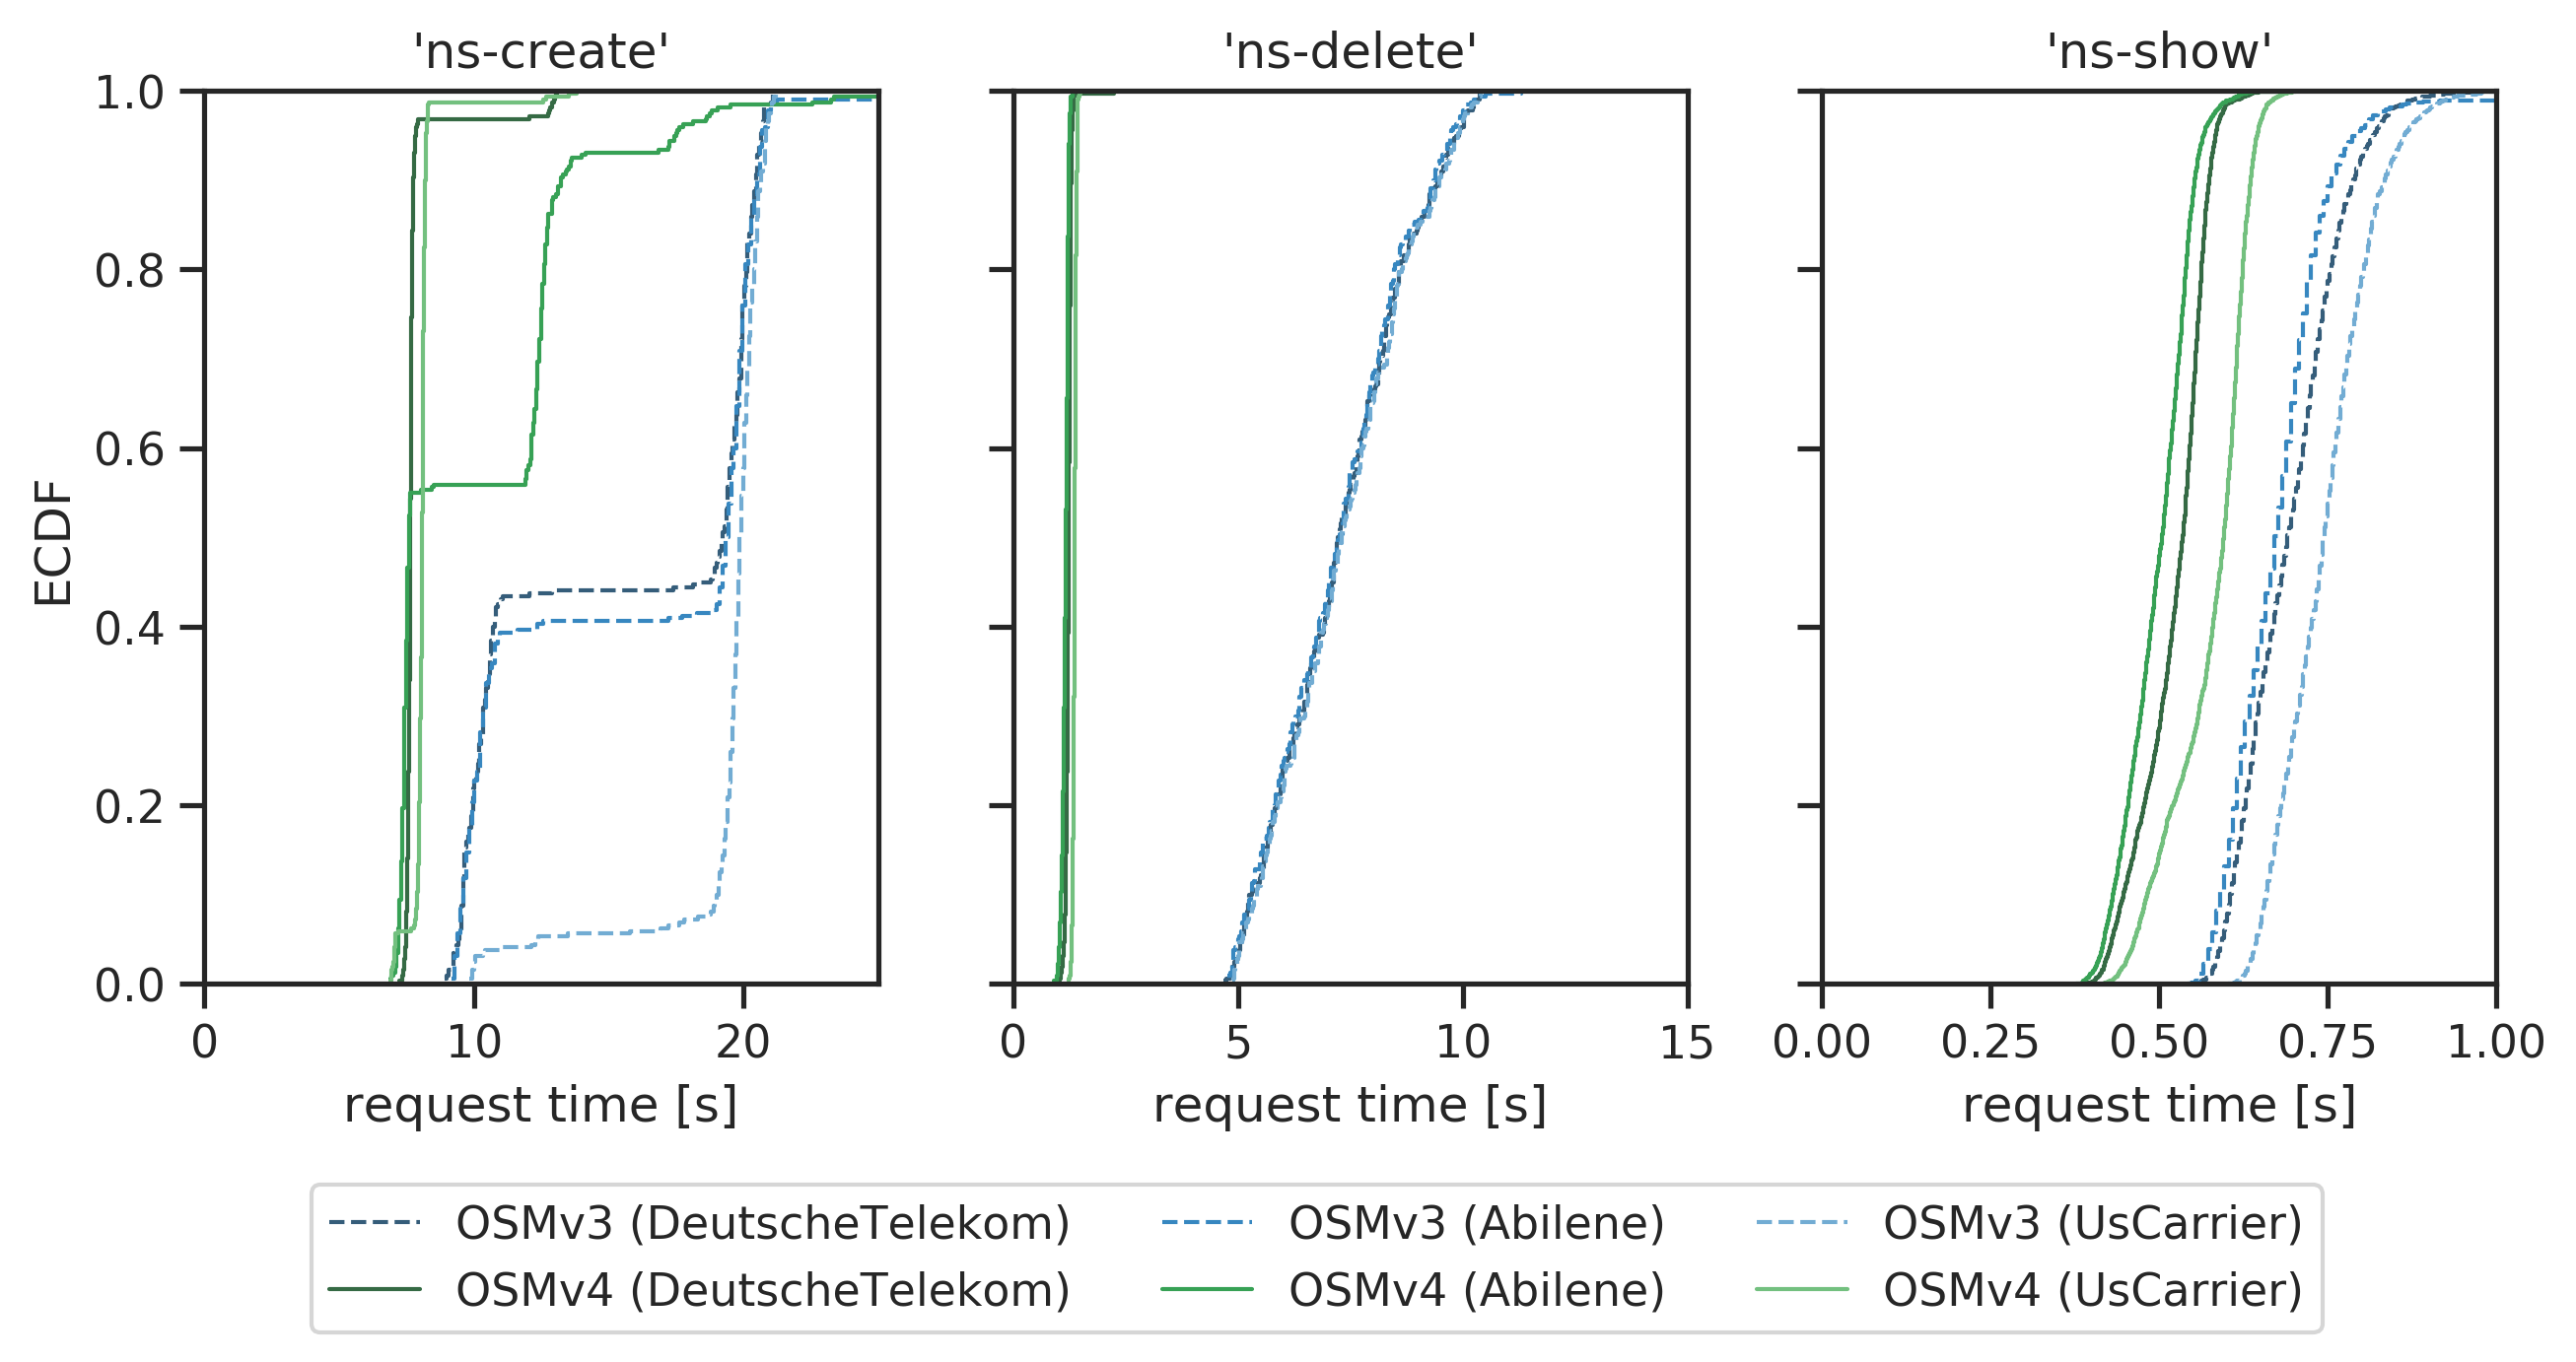 'ns-create' 'ns-delete' 'ns-show'
1.0
0.8
0.6
0.4
0.2
0.0
ECDF
0 10 20 0 5 10 15 0.00 0.25 0.50 0.75 1.00
request time [s] request time [s] request time [s]
OSMv3 (DeutscheTelekom) OSMv3 (Abilene) OSMv3 (UsCarrier)
OSMv4 (DeutscheTelekom) OSMv4 (Abilene) OSMv4 (UsCarrier)